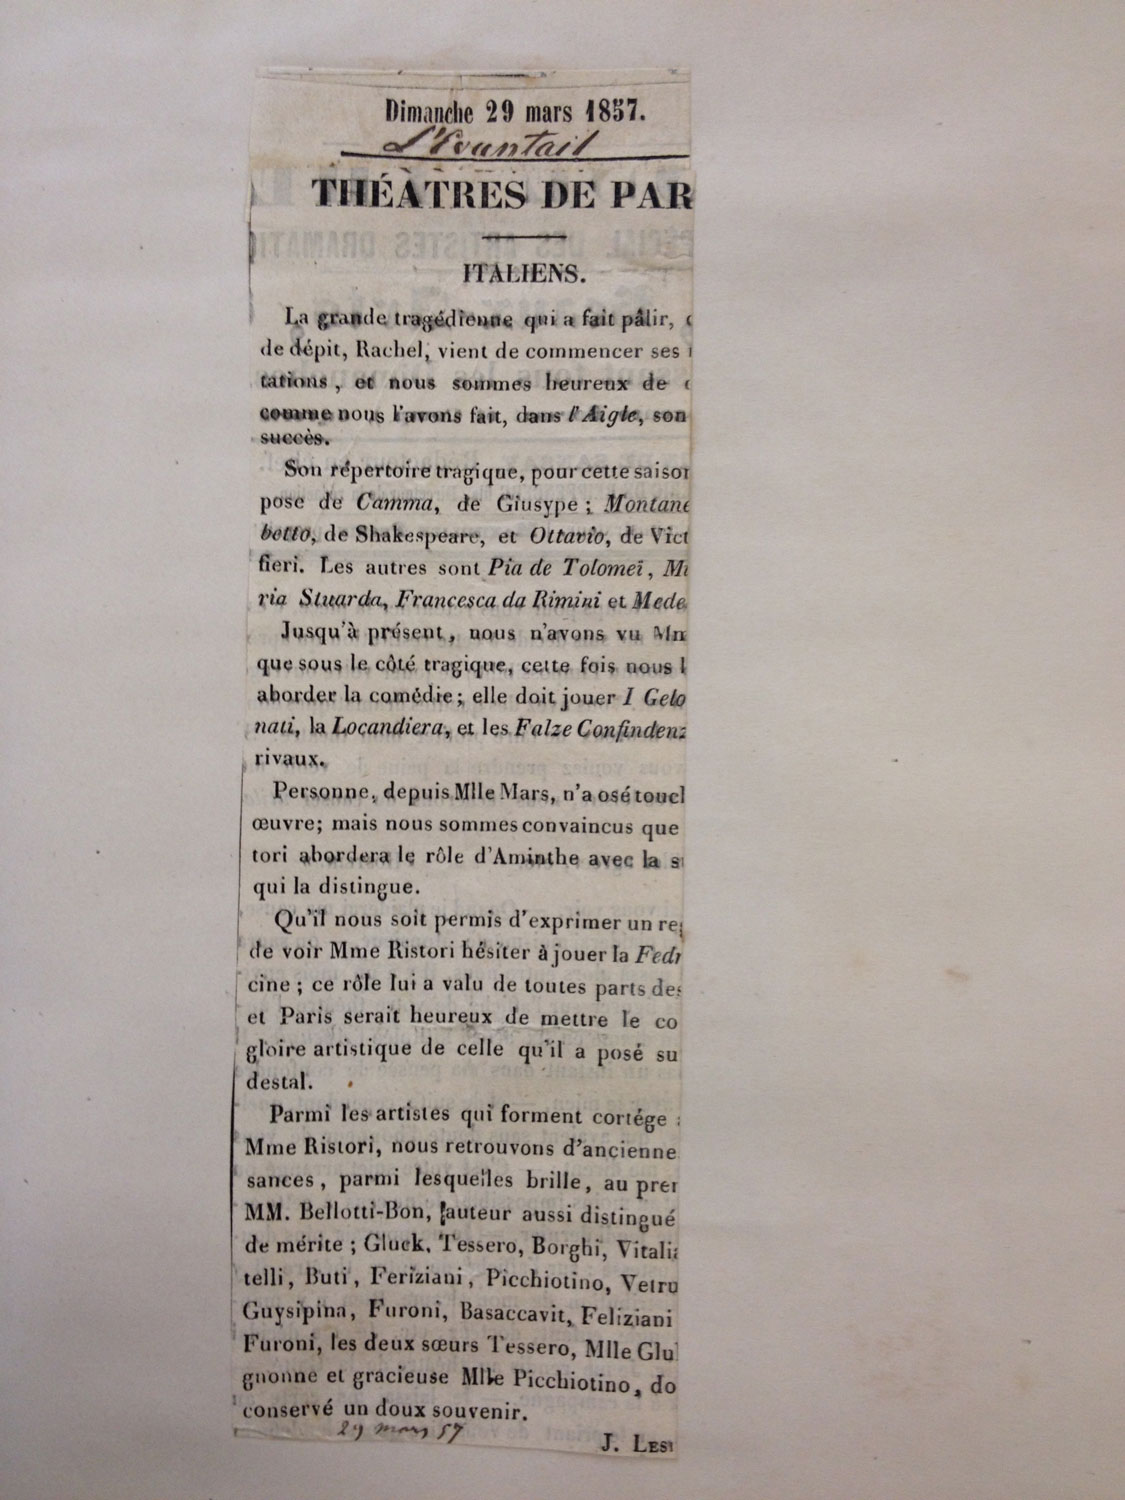 Dimanche 29 mars 1857.
L'Eventail
THÉATRES DE PAR
ITALIENS.
La grande tragédienne qui a fait pâlir,
de dépit, Rachel, vient de commencer ses
tations, et nous sommes heureux de
comme nous l'avons fait, dans l'Aigle, son
succès.
Son répertoire tragique, pour cette saison
pose de Camma, de Giusype ; Montane
betto, de Shakespeare, et Ottavio, de Vict
fieri. Les autres sont Pia de Tolomeï, Mi
ria Stuarda, Francesca da Rimini et Mede
Jusqu'à présent, nous n'avons vu Mm
que sous le côté tragique, cette fois nous l
aborder la comédie ; elle doit jouer I Gelo
nati, la Locandiera, et les Falze Confindenz
rivaux.
Personne, depuis Mlle Mars, n'a osé toucl
œuvre; mais nous sommes convaincus que
tori abordera le rôle d'Aminthe avec la s
qui la distingue.
Qu'il nous soit permis d'exprimer un reg
de voir Mme Ristori hésiter à jouer la Fedr
cine ; ce rôle lui a valu de toutes parts des
et Paris serait heureux de mettre le co
gloire artistique de celle qu'il a posé su
destal.
Parmi les artistes qui forment cortége
Mme Ristori, nous retrouvons d'ancienne
sances, parmi lesquelles brille, au prer
MM. Bellotti-Bon, auteur aussi distingué
de mérite ; Gluck, Tessero, Borghi, Vitali
telli, Buti, Feriziani, Picchiotino, Vetru
Guysipina, Furoni, Basaccavit, Feliziani
Furoni, les deux sœurs Tessero, Mlle Glu
gnonne et gracieuse Mlle Picchiotino, do
conservé un doux souvenir.
29 mars 57
J. Les